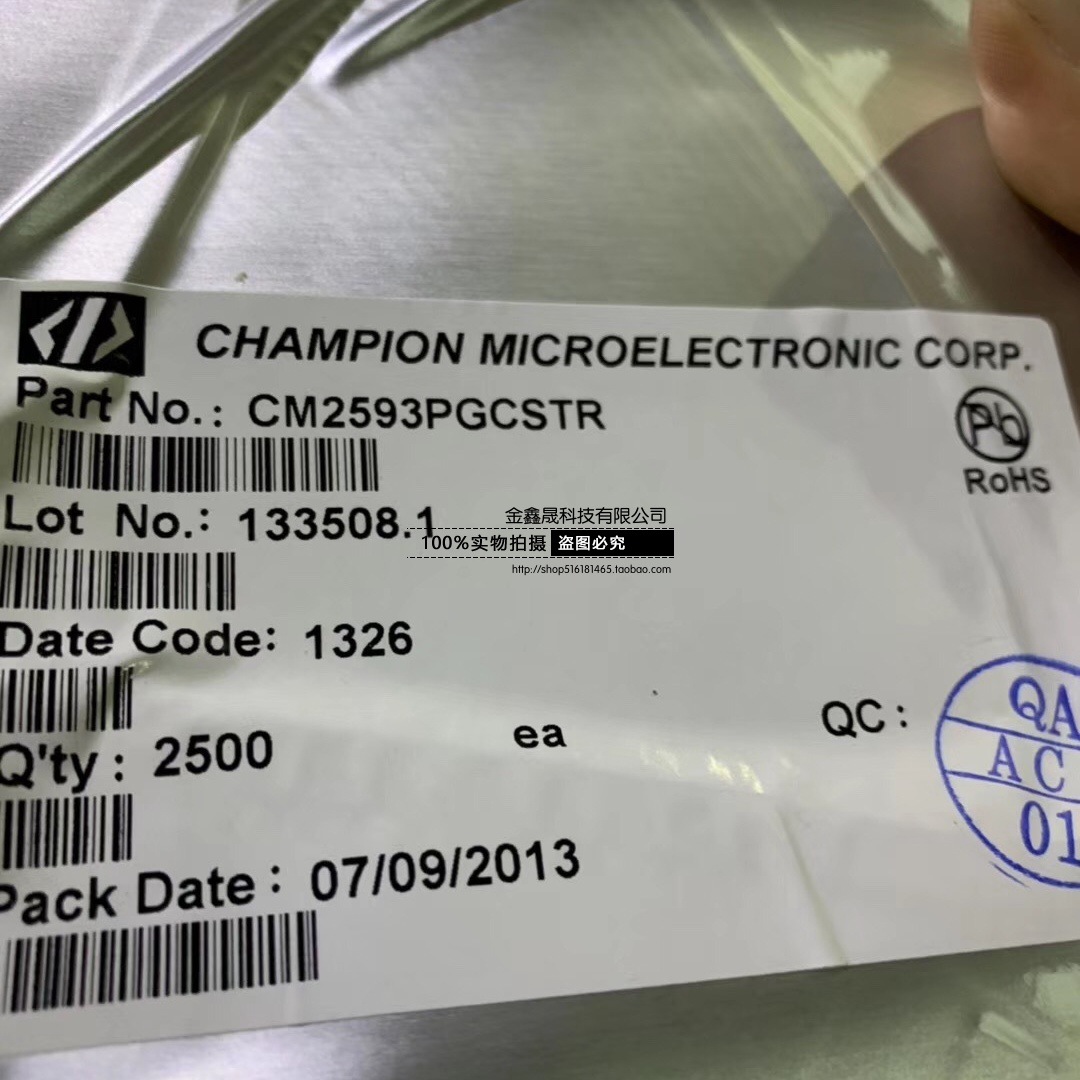 CHAMPION MICROELECTRONIC CORP.
Part No.: CM2593PGCSTR
Pb
RoHS
Lot No.: 133508.1
金鑫晟科技有限公司
100%实物拍摄 盗图必究
http://shop516181465.taobao.com
Date Code: 1326
Q'ty: 2500 ea QC:
QA
AC
01
Pack Date: 07/09/2013